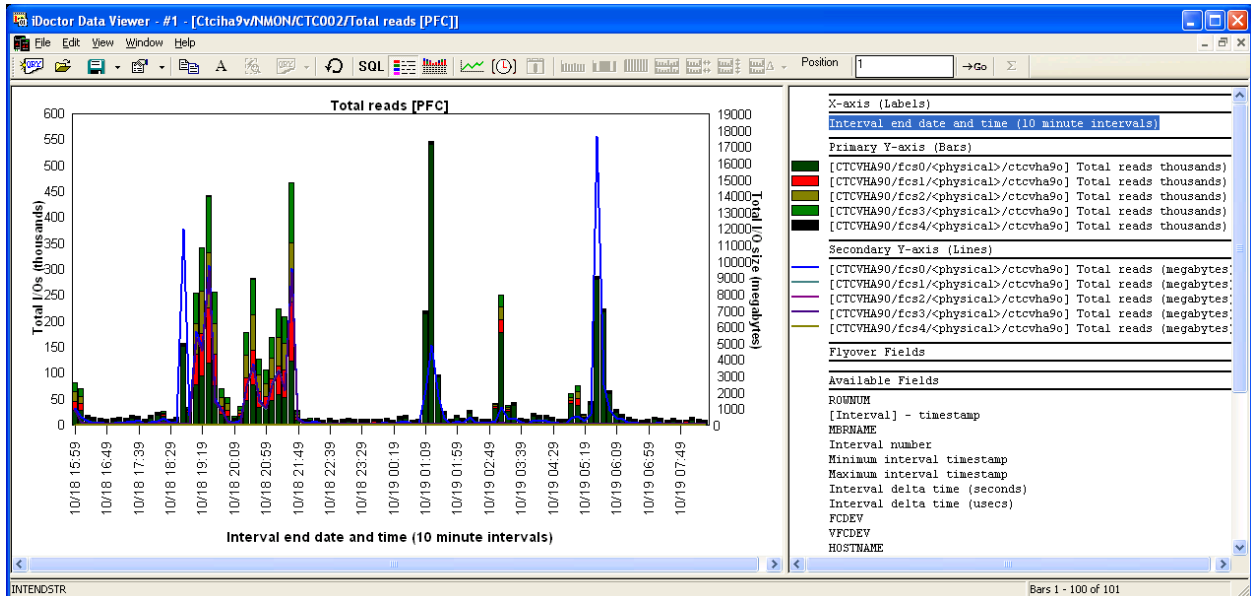 iDoctor Data Viewer - #1 - [Ctciha9v/NMON/CTC002/Total reads [PFC]]
File Edit View Window Help
QRY A QRY SQL Position 1 →Go Σ
Total reads [PFC]
600
550
500
450
400
350
300
250
200
150
100
50
0
Total I/Os (thousands)
19000
18000
17000
16000
15000
14000
13000
12000
11000
10000
9000
8000
7000
6000
5000
4000
3000
2000
1000
0
Total I/O size (megabytes)
10/18 15:59
10/18 16:49
10/18 17:39
10/18 18:29
10/18 19:19
10/18 20:09
10/18 20:59
10/18 21:49
10/18 22:39
10/18 23:29
10/19 00:19
10/19 01:09
10/19 01:59
10/19 02:49
10/19 03:39
10/19 04:29
10/19 05:19
10/19 06:09
10/19 06:59
10/19 07:49
Interval end date and time (10 minute intervals)
X-axis (Labels)
Interval end date and time (10 minute intervals)
Primary Y-axis (Bars)
[CTCVHA90/fcs0/<physical>/ctcvha9o] Total reads thousands)
[CTCVHA90/fcs1/<physical>/ctcvha9o] Total reads thousands)
[CTCVHA90/fcs2/<physical>/ctcvha9o] Total reads thousands)
[CTCVHA90/fcs3/<physical>/ctcvha9o] Total reads thousands)
[CTCVHA90/fcs4/<physical>/ctcvha9o] Total reads thousands)
Secondary Y-axis (Lines)
[CTCVHA90/fcs0/<physical>/ctcvha9o] Total reads (megabytes
[CTCVHA90/fcs1/<physical>/ctcvha9o] Total reads (megabytes
[CTCVHA90/fcs2/<physical>/ctcvha9o] Total reads (megabytes
[CTCVHA90/fcs3/<physical>/ctcvha9o] Total reads (megabytes
[CTCVHA90/fcs4/<physical>/ctcvha9o] Total reads (megabytes
Flyover Fields
Available Fields
ROWNUM
[Interval] - timestamp
MBRNAME
Interval number
Minimum interval timestamp
Maximum interval timestamp
Interval delta time (seconds)
Interval delta time (usecs)
FCDEV
VFCDEV
HOSTNAME
INTENDSTR
Bars 1 - 100 of 101